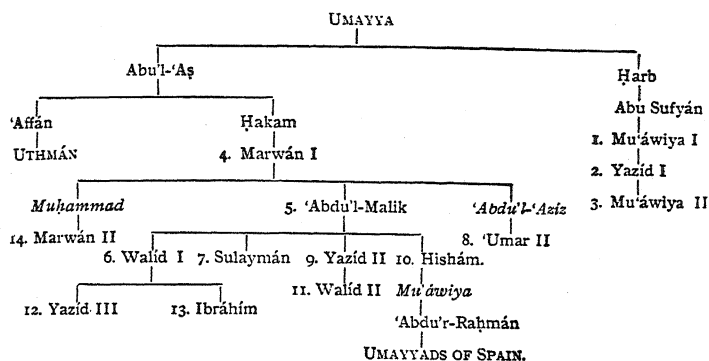 UMAYYA
Abu'l-‘Aṣ
Ḥarb
‘Affán Ḥakam Abu Sufyán
UTHMÁN 4. Marwán I 1. Mu‘áwiya I
2. Yazíd I
Muḥammad 5. ‘Abdu'l-Malik ‘Abdu'l-‘Azíz 3. Mu‘áwiya II
14. Marwán II 8. ‘Umar II
6. Walíd I 7. Sulaymán 9. Yazíd II 10. Hishám.
11. Walíd II Mu‘áwiya
12. Yazíd III 13. Ibráhím
‘Abdu'r-Raḥmán
UMAYYADS OF SPAIN.